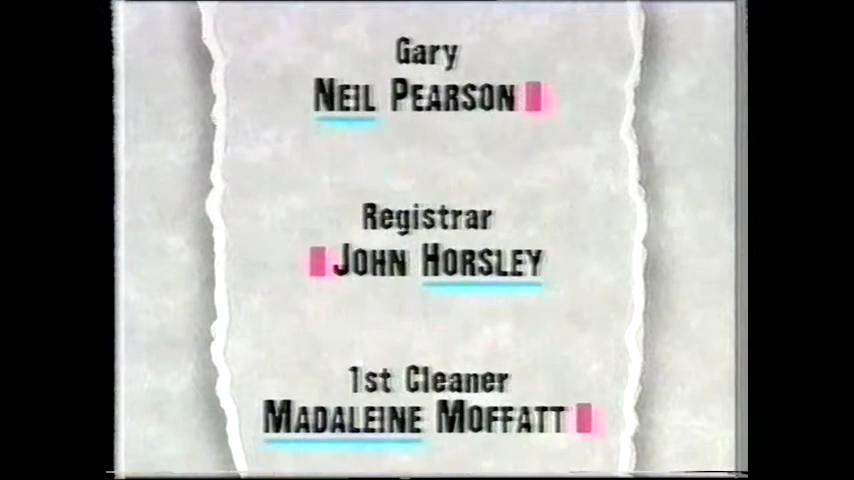 Gary
NEIL PEARSON
Registrar
JOHN HORSLEY
1st Cleaner
MADALEINE MOFFATT